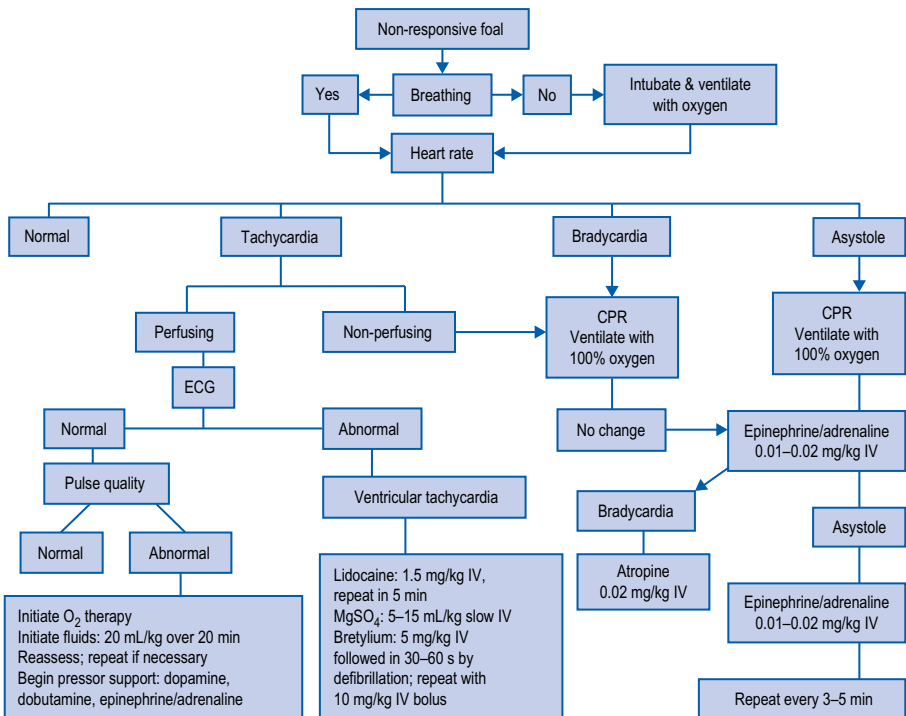 Non-responsive foal
Yes
Breathing
No
Intubate & ventilate
with oxygen
Heart rate
Normal
Tachycardia
Bradycardia
Asystole
Perfusing
Non-perfusing
CPR
Ventilate with
100% oxygen
CPR
Ventilate with
100% oxygen
ECG
Normal
Abnormal
No change
Epinephrine/adrenaline
0.01–0.02 mg/kg IV
Pulse quality
Ventricular tachycardia
Bradycardia
Asystole
Normal
Abnormal
Atropine
0.02 mg/kg IV
Epinephrine/adrenaline
0.01–0.02 mg/kg IV
Initiate O2 therapy
Initiate fluids: 20 mL/kg over 20 min
Reassess; repeat if necessary
Begin pressor support: dopamine,
dobutamine, epinephrine/adrenaline
Lidocaine: 1.5 mg/kg IV,
repeat in 5 min
MgSO4: 5–15 mL/kg slow IV
Bretylium: 5 mg/kg IV
followed in 30–60 s by
defibrillation; repeat with
10 mg/kg IV bolus
Repeat every 3–5 min